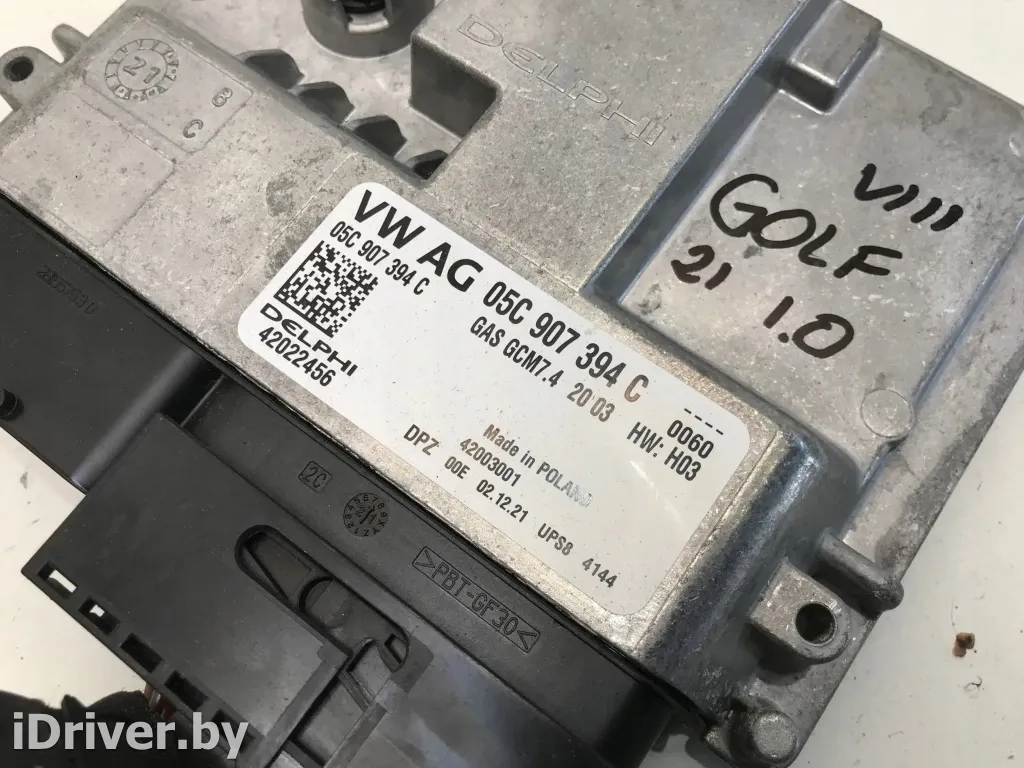 DELPHI
21
8
C
VIII
GOLF
21 1.0
VW AG
05C 907 394 C
DELPHI
42022456
05C 907 394 C
----
0060
GAS GCM7.4 20 03 HW: H03
Made in POLAND
42003001
DPZ 00E 02.12.21 UPS8 4144
2C
21
>PBT-GF30<
iDriver.by